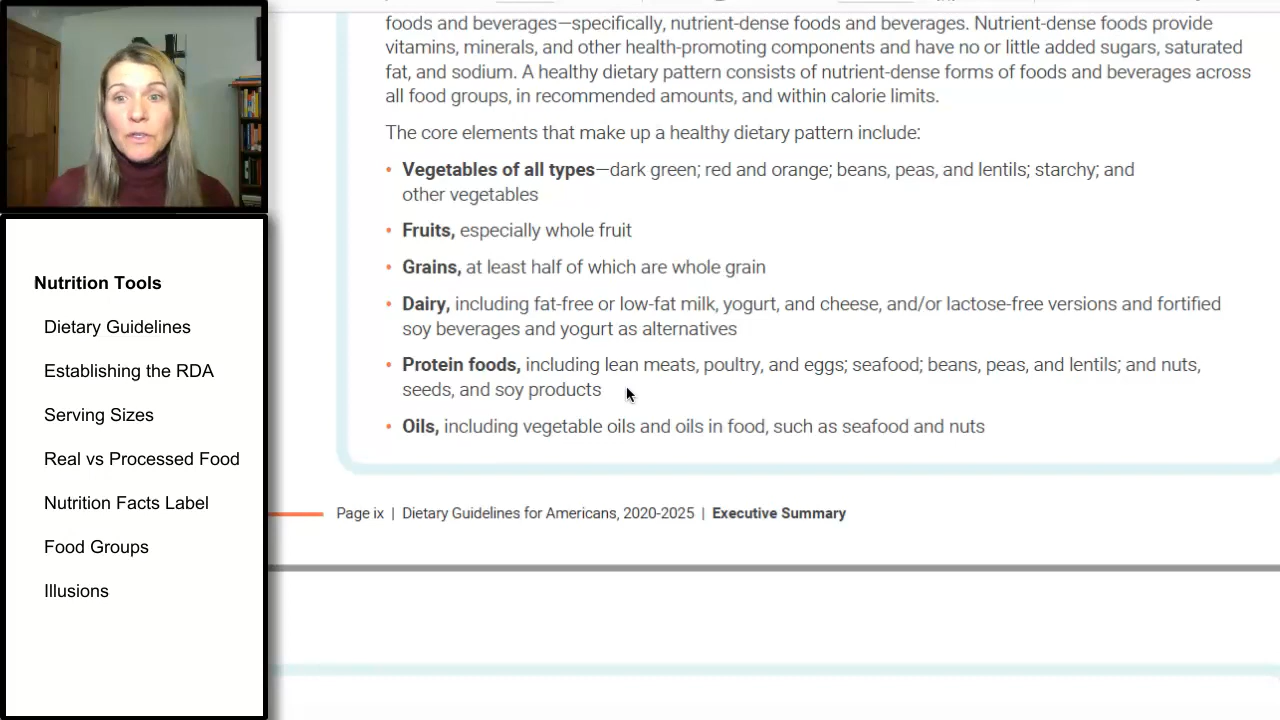 foods and beverages—specifically, nutrient-dense foods and beverages. Nutrient-dense foods provide
vitamins, minerals, and other health-promoting components and have no or little added sugars, saturated
fat, and sodium. A healthy dietary pattern consists of nutrient-dense forms of foods and beverages across
all food groups, in recommended amounts, and within calorie limits.
The core elements that make up a healthy dietary pattern include:
• Vegetables of all types—dark green; red and orange; beans, peas, and lentils; starchy; and
other vegetables
• Fruits, especially whole fruit
• Grains, at least half of which are whole grain
• Dairy, including fat-free or low-fat milk, yogurt, and cheese, and/or lactose-free versions and fortified
soy beverages and yogurt as alternatives
• Protein foods, including lean meats, poultry, and eggs; seafood; beans, peas, and lentils; and nuts,
seeds, and soy products
• Oils, including vegetable oils and oils in food, such as seafood and nuts
Page ix | Dietary Guidelines for Americans, 2020-2025 | Executive Summary
Nutrition Tools
Dietary Guidelines
Establishing the RDA
Serving Sizes
Real vs Processed Food
Nutrition Facts Label
Food Groups
Illusions